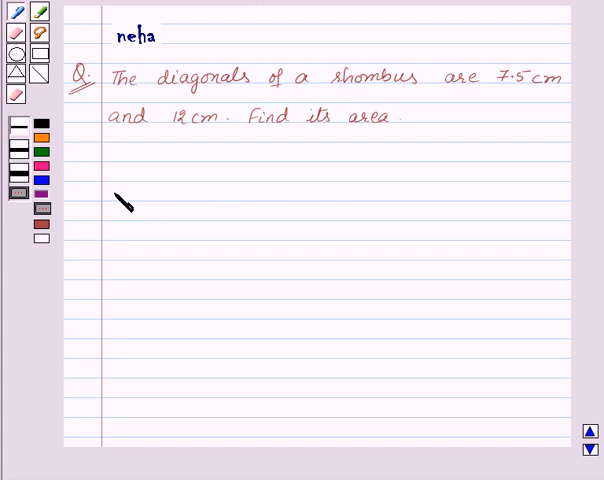 neha
Q. The diagonals of a rhombus are 7.5 cm
and 12 cm. Find its area.